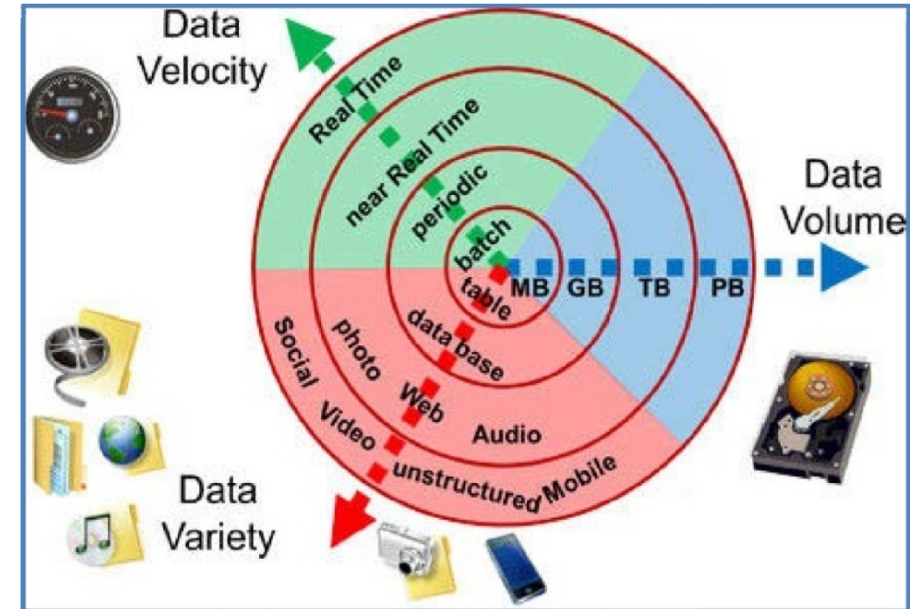 Data
Velocity
Real Time
near Real Time
periodic
batch
Data
Volume
MB GB TB PB
table
data base
photo
Web
Audio
Social
Video
unstructured
Mobile
Data
Variety